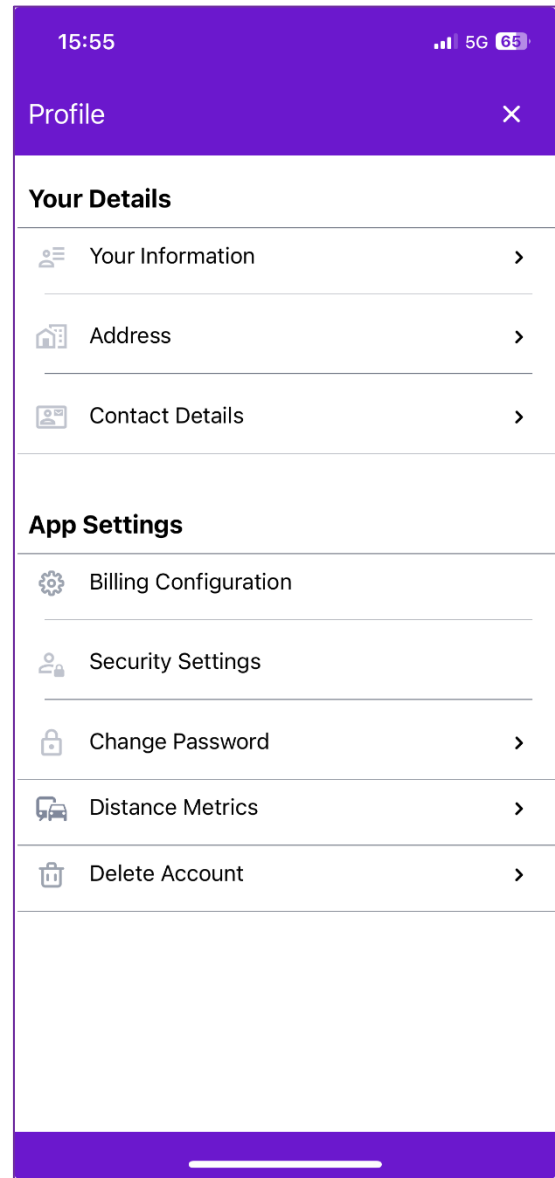 15:55 5G 65
Profile
Your Details
Your Information
Address
Contact Details
App Settings
Billing Configuration
Security Settings
Change Password
Distance Metrics
Delete Account